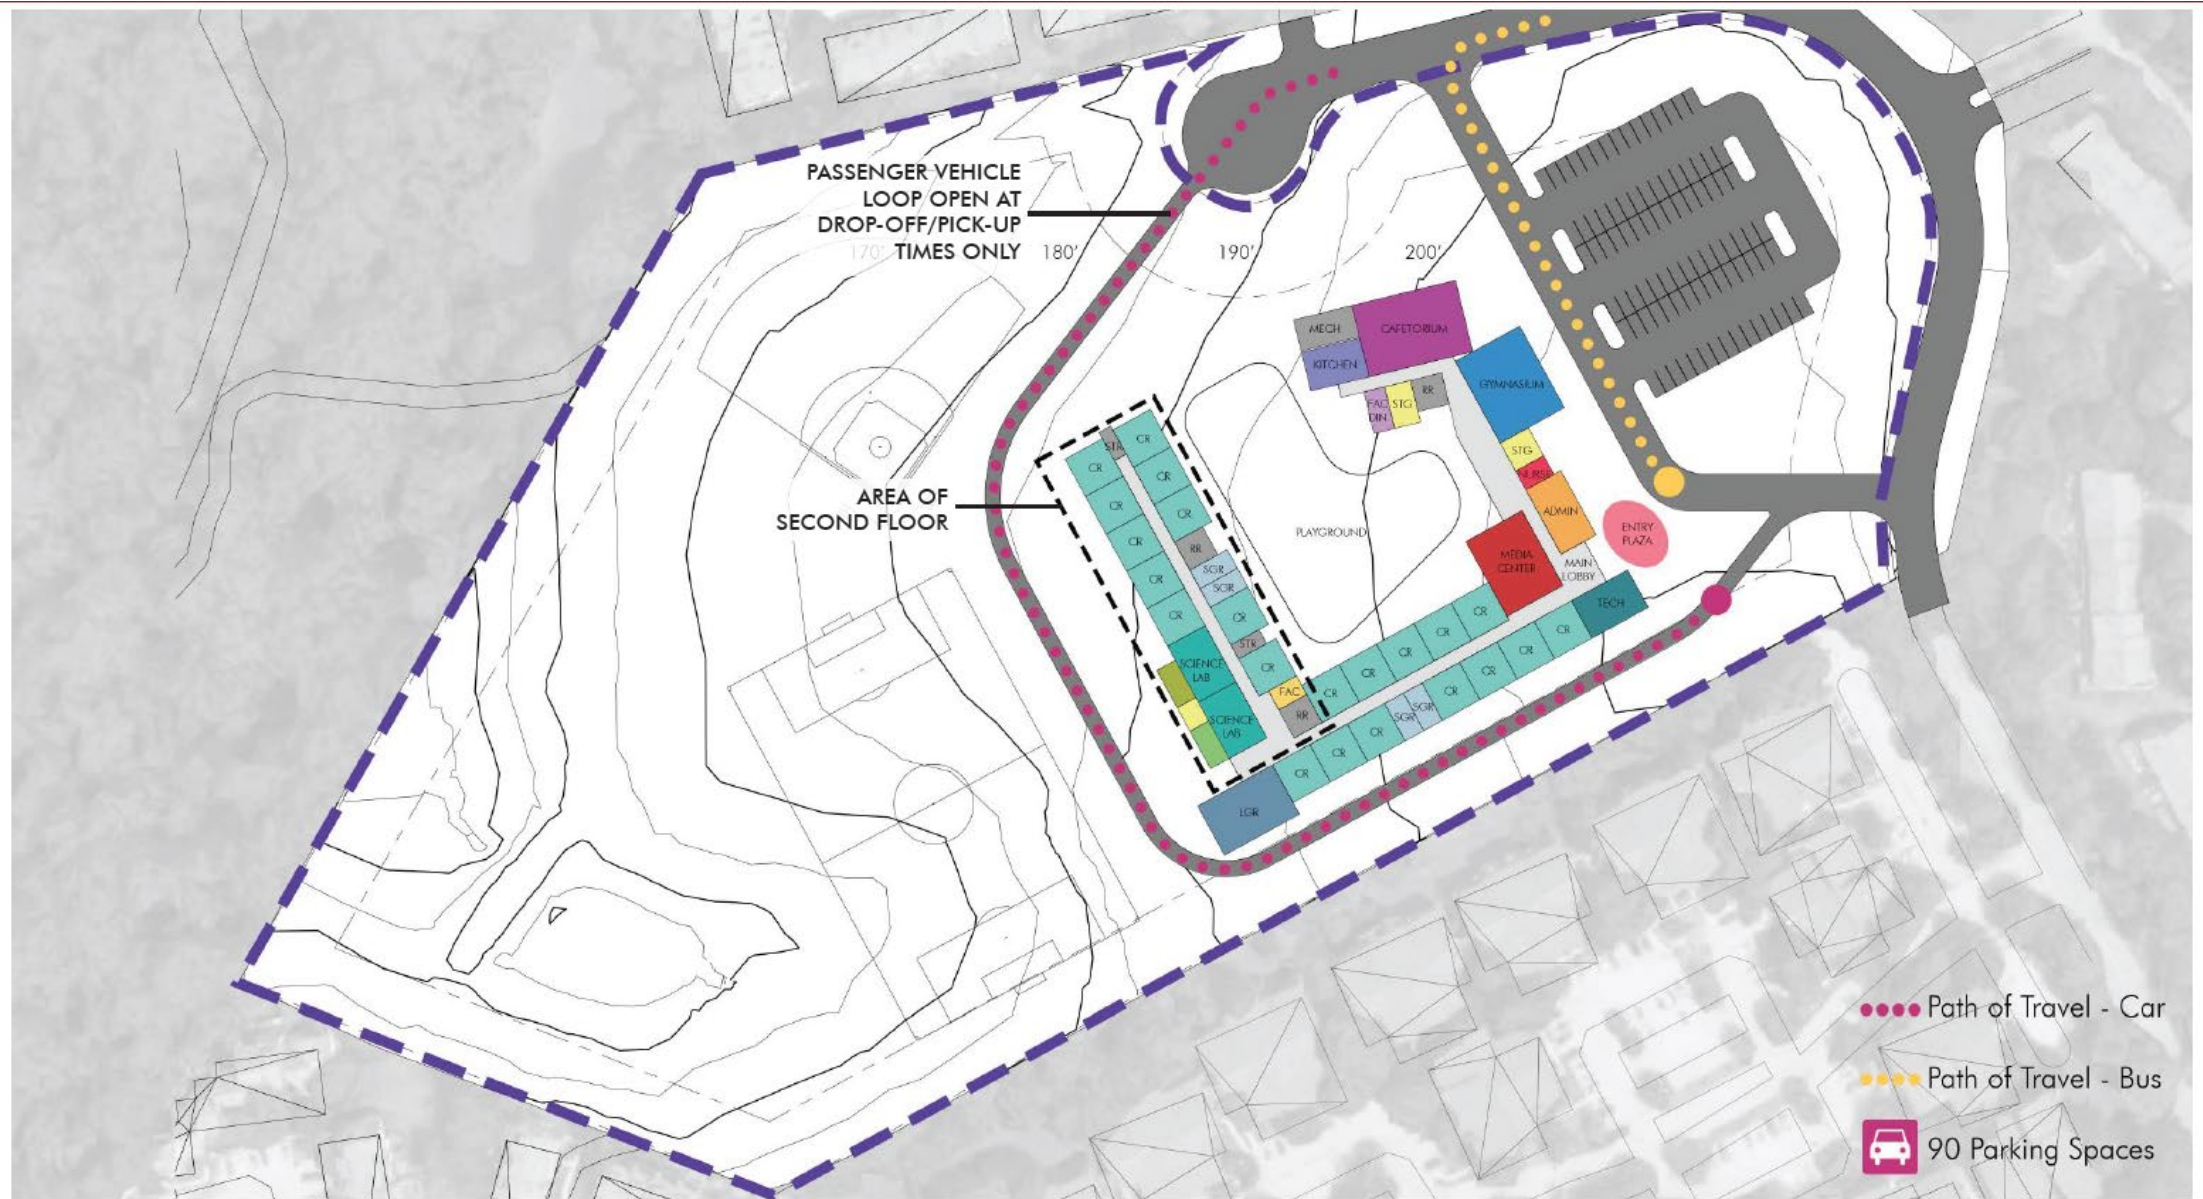 PASSENGER VEHICLE
LOOP OPEN AT
DROP-OFF/PICK-UP
TIMES ONLY
170'
180'
190'
200'
MECH
CAFETORIUM
KITCHEN
GYMNASIUM
FAC
DIN
STG
RR
STG
NURSE
ADMIN
ENTRY
PLAZA
MEDIA
CENTER
MAIN
LOBBY
TECH
PLAYGROUND
AREA OF
SECOND FLOOR
STR
CR
CR
CR
CR
CR
CR
RR
SGR
SGR
CR
CR
CR
STR
CR
SCIENCE
LAB
FAC
RR
SCIENCE
LAB
CR
CR
CR
CR
CR
CR
CR
CR
CR
SGR
SGR
CR
CR
CR
LGR
Path of Travel - Car
Path of Travel - Bus
90 Parking Spaces